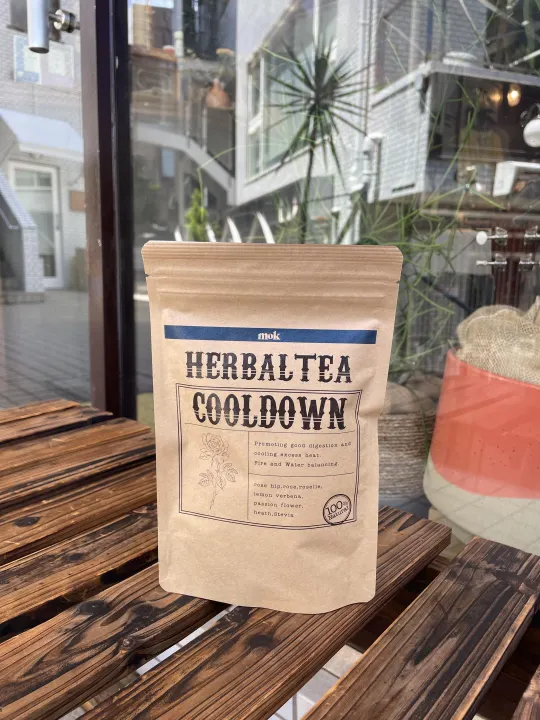 mok
HERBALTEA
COOLDOWN
Promoting good digestion and
cooling excess heat.
Fire and Water balancing.
rose hip,rose,roselle,
lemon verbena,
passion flower,
heath,Stevia
100%
Natural